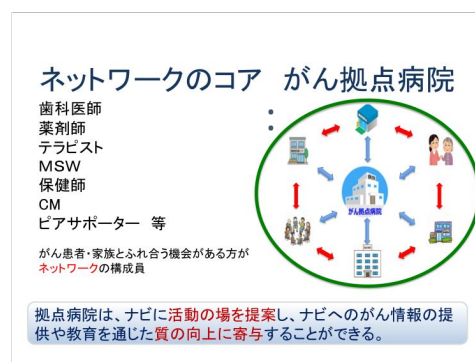 ネットワークのコア　がん拠点病院
歯科医師
薬剤師
テラピスト
MSW
保健師
CM
ピアサポーター　等
がん患者・家族とふれ合う機会がある方が
ネットワークの構成員
がん拠点病院
拠点病院は、ナビに活動の場を提案し、ナビへのがん情報の提
供や教育を通じた質の向上に寄与することができる。